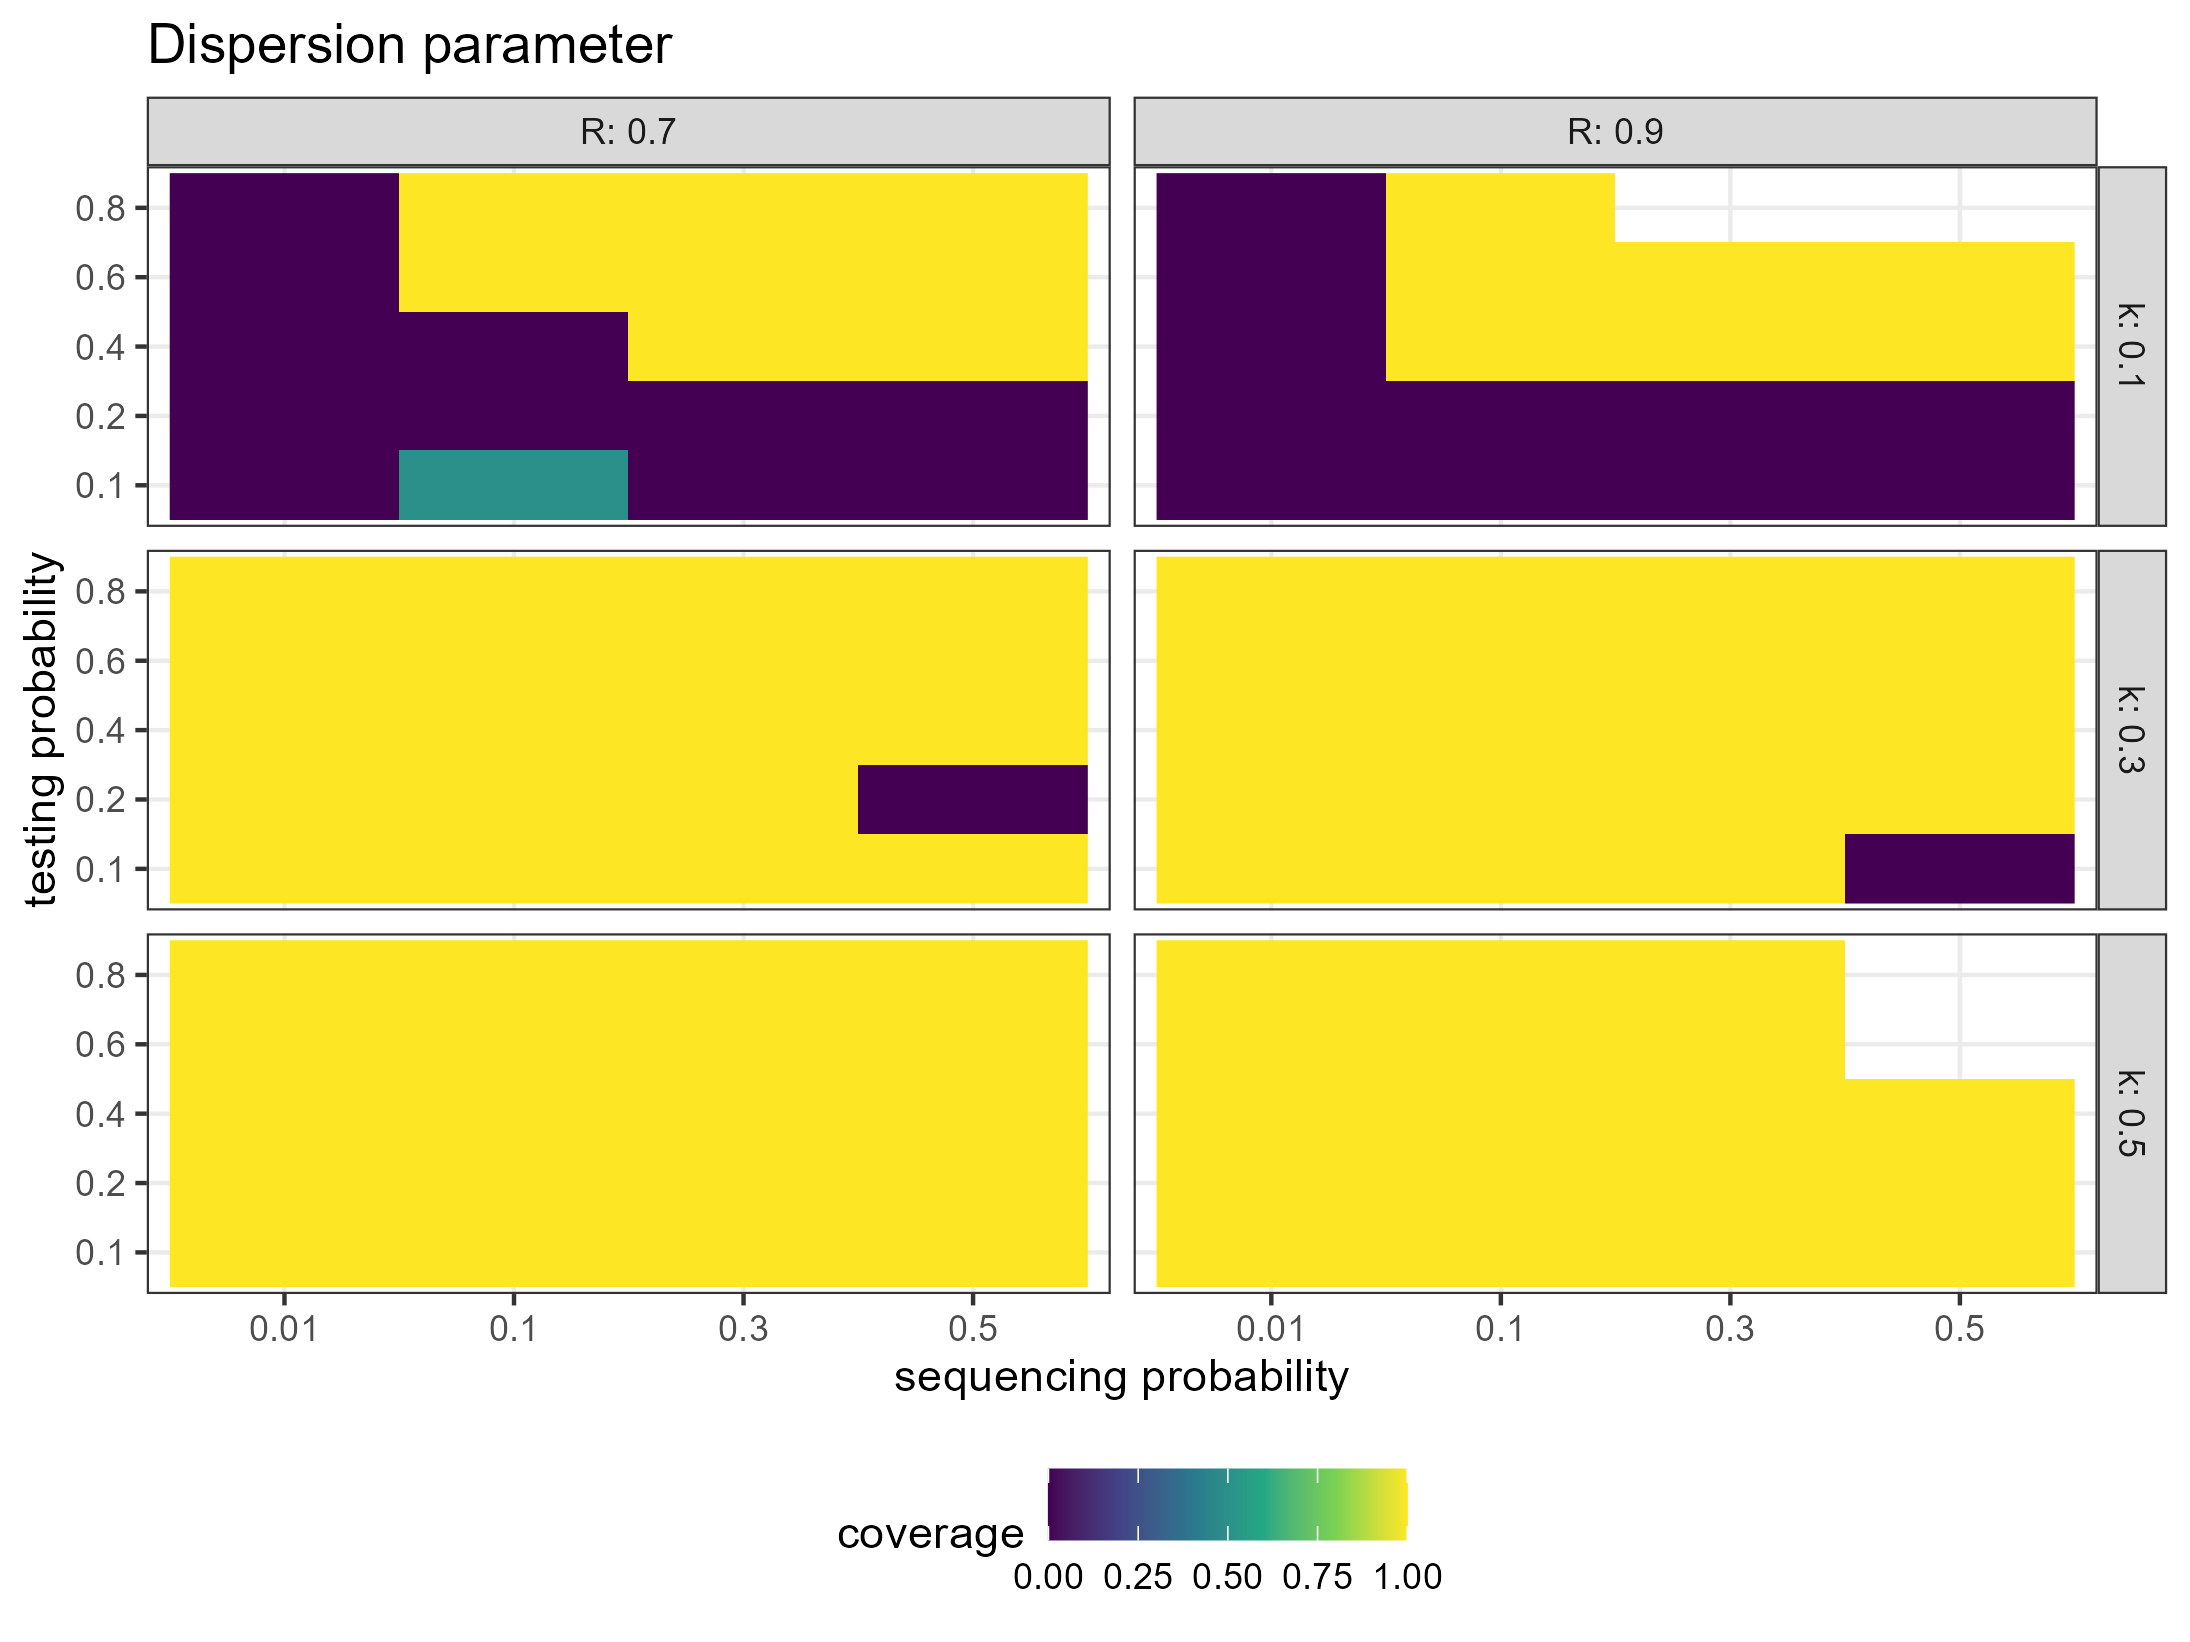 Dispersion parameter
R: 0.7
R: 0.9
0.8
0.6
0.4
0.2
0.1
k: 0.1
testing probability
0.8
0.6
0.4
0.2
0.1
k: 0.3
0.8
0.6
0.4
0.2
0.1
k: 0.5
0.01 0.1 0.3 0.5
0.01 0.1 0.3 0.5
sequencing probability
coverage
0.00 0.25 0.50 0.75 1.00